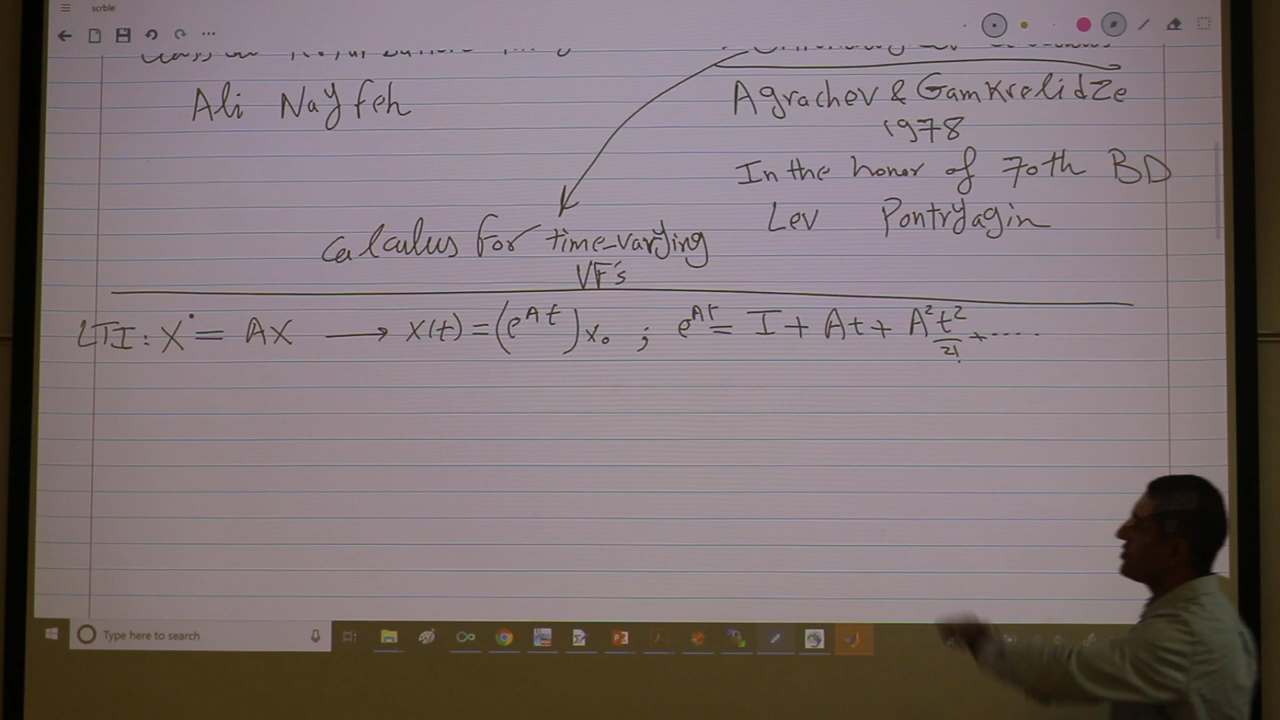 scrble
Ali Nayfeh
Agrachev & Gamkrelidze
1978
In the honor of 70th BD
Lev Pontryagin
Calculus for time-varying
VF's
LTI: Ẋ = AX ⟶ X(t) = (e^{At})x₀ ; e^{At} = I + At + A²t²/2! + .....
Type here to search